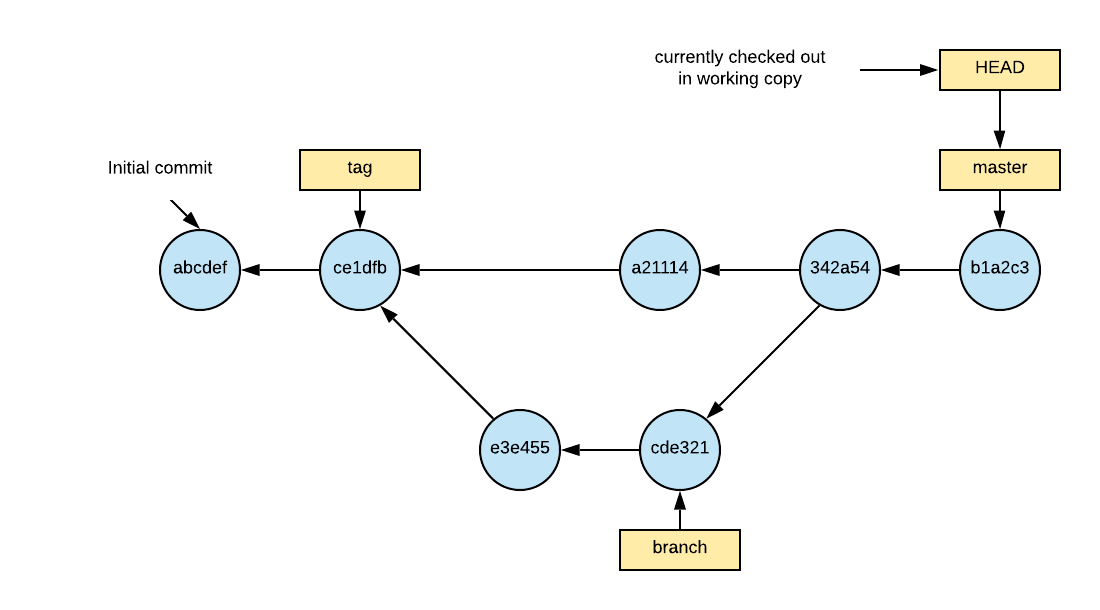 currently checked out
in working copy
HEAD
Initial commit
tag
master
abcdef
ce1dfb
a21114
342a54
b1a2c3
e3e455
cde321
branch